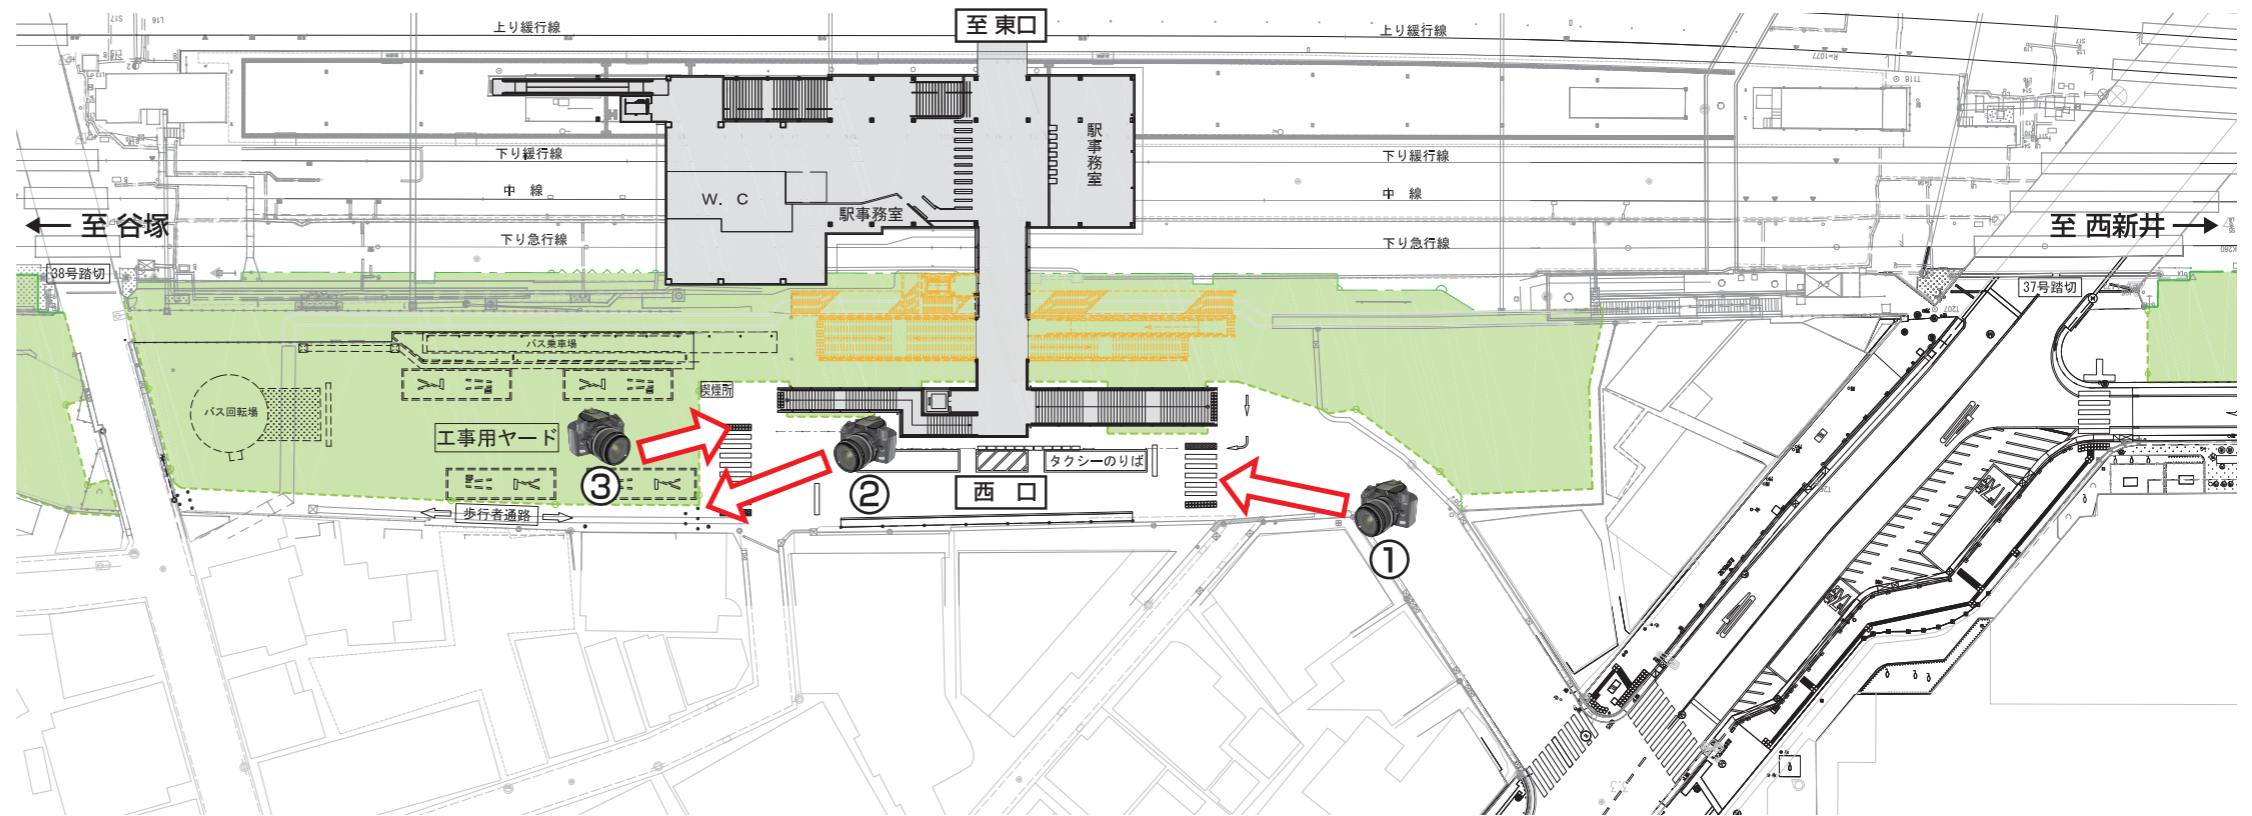 至 東口
上り緩行線
上り緩行線
L16
S17
R=1077
T118
下り緩行線
下り緩行線
駅事務室
中 線
中 線
W. C
駅事務室
← 至 谷塚
至 西新井 →
下り急行線
下り急行線
38号踏切
37号踏切
T207
バス乗車場
喫煙所
バス回転場
工事用ヤード
タクシーのりば
西 口
歩行者通路
①
②
③